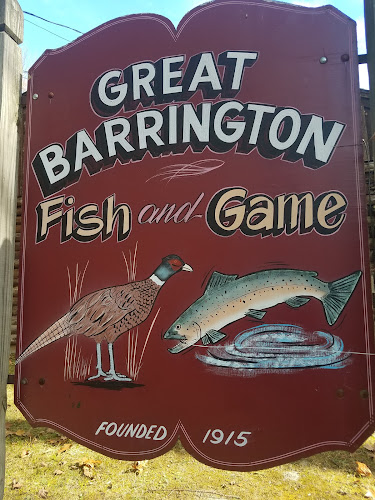 GREAT
BARRINGTON
Fish and Game
FOUNDED 1915